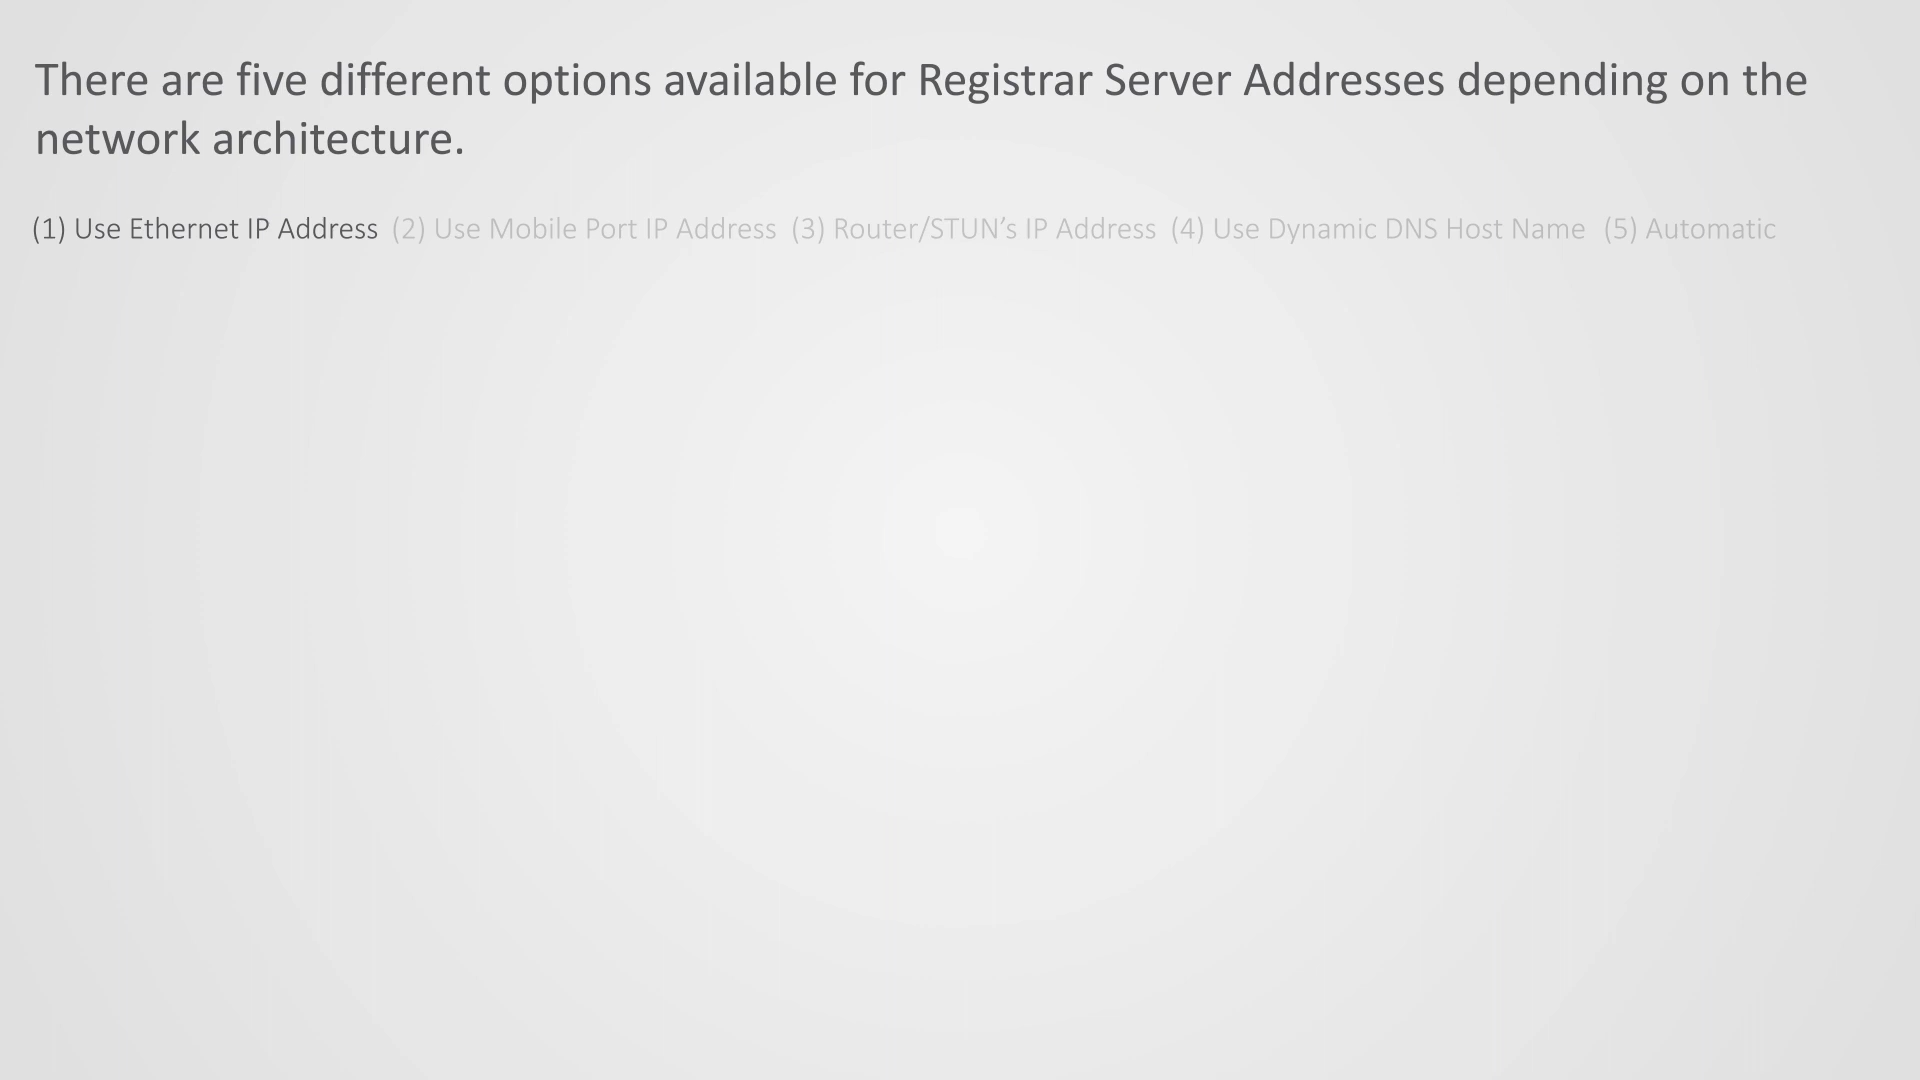 There are five different options available for Registrar Server Addresses depending on the
network architecture.
(1) Use Ethernet IP Address (2) Use Mobile Port IP Address (3) Router/STUN’s IP Address (4) Use Dynamic DNS Host Name (5) Automatic